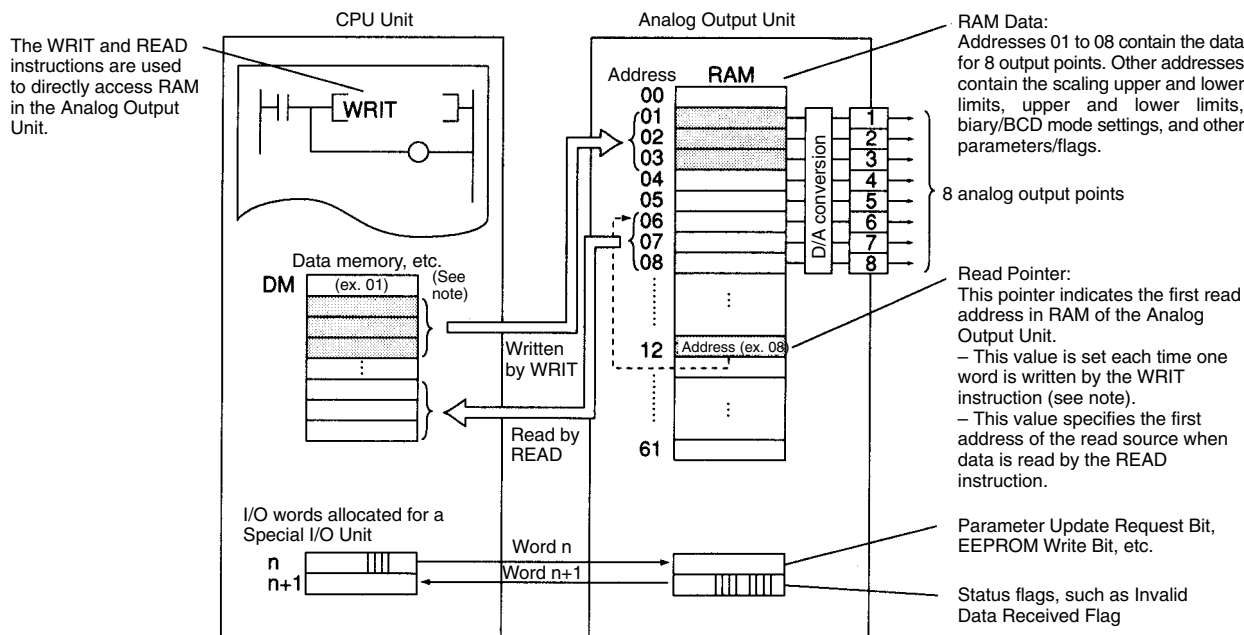 CPU Unit
Analog Output Unit
The WRIT and READ
instructions are used
to directly access RAM
in the Analog Output
Unit.
WRIT
Data memory, etc.
DM
(ex. 01)
(See
note)
Written
by WRIT
Read by
READ
I/O words allocated for a
Special I/O Unit
n
n+1
Word n
Word n+1
Address
RAM
00
01
02
03
04
05
06
07
08
12
Address (ex. 08)
61
D/A conversion
1
2
3
4
5
6
7
8
8 analog output points
RAM Data:
Addresses 01 to 08 contain the data
for 8 output points. Other addresses
contain the scaling upper and lower
limits, upper and lower limits,
biary/BCD mode settings, and other
parameters/flags.
Read Pointer:
This pointer indicates the first read
address in RAM of the Analog
Output Unit.
– This value is set each time one
word is written by the WRIT
instruction (see note).
– This value specifies the first
address of the read source when
data is read by the READ
instruction.
Parameter Update Request Bit,
EEPROM Write Bit, etc.
Status flags, such as Invalid
Data Received Flag